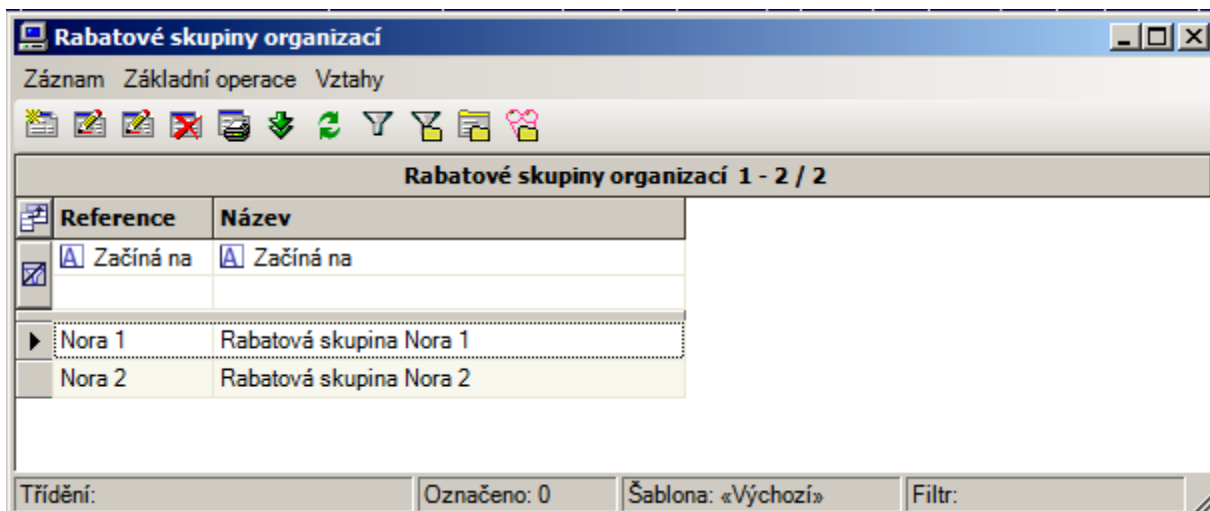 Rabatové skupiny organizací
Záznam Základní operace Vztahy
Rabatové skupiny organizací 1 - 2 / 2
Reference Název
A Začíná na A Začíná na
Nora 1 Rabatová skupina Nora 1
Nora 2 Rabatová skupina Nora 2
Třídění: Označeno: 0 Šablona: «Výchozí» Filtr: